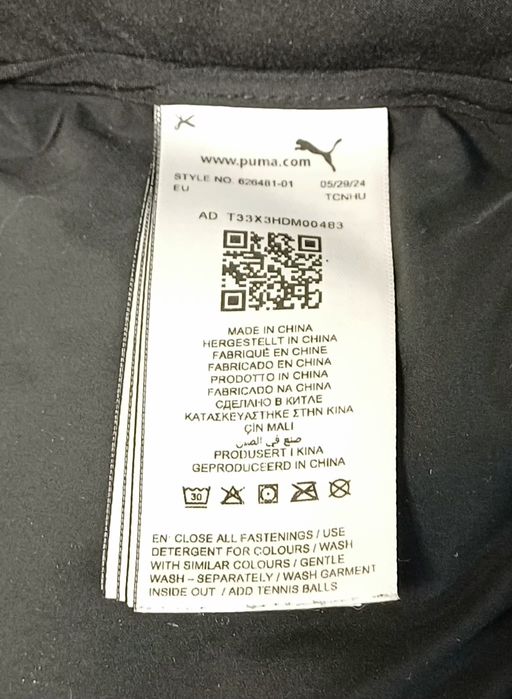 www.puma.com
STYLE NO. 626481-01 05/29/24
EU TCNHU
AD T33X3HDM00483
MADE IN CHINA
HERGESTELLT IN CHINA
FABRIQUÉ EN CHINE
FABRICADO EN CHINA
PRODOTTO IN CHINA
FABRICADO NA CHINA
СДЕЛАНО В КИТАЕ
ΚΑΤΑΣΚΕΥΑΣΤΗΚΕ ΣΤΗΝ ΚΙΝΑ
ÇIN MALI
صنع في الصين
PRODUSERT I KINA
GEPRODUCEERD IN CHINA
30
EN: CLOSE ALL FASTENINGS / USE
DETERGENT FOR COLOURS / WASH
WITH SIMILAR COLOURS / GENTLE
WASH – SEPARATELY / WASH GARMENT
INSIDE OUT / ADD TENNIS BALLS